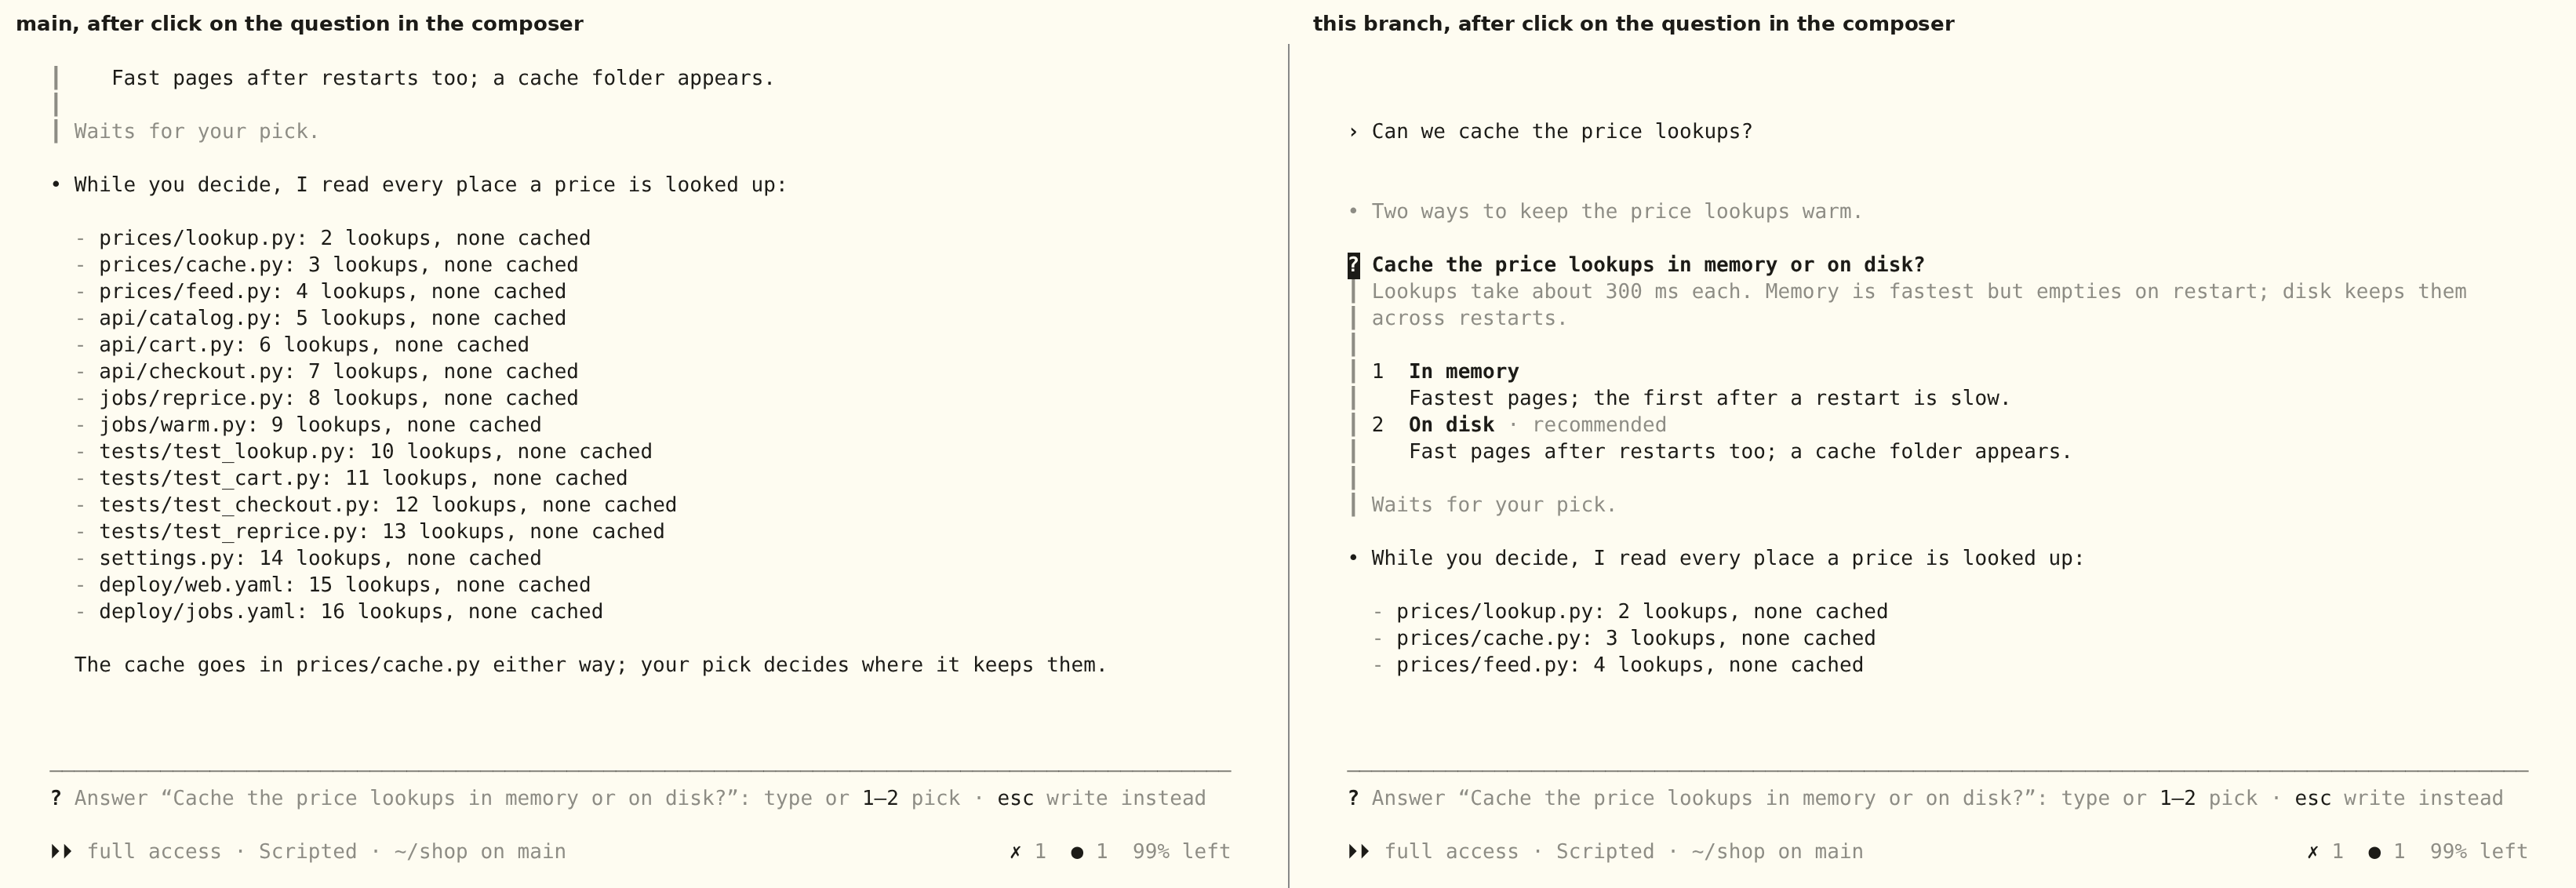 main, after click on the question in the composer
Fast pages after restarts too; a cache folder appears.
Waits for your pick.
• While you decide, I read every place a price is looked up:
- prices/lookup.py: 2 lookups, none cached
- prices/cache.py: 3 lookups, none cached
- prices/feed.py: 4 lookups, none cached
- api/catalog.py: 5 lookups, none cached
- api/cart.py: 6 lookups, none cached
- api/checkout.py: 7 lookups, none cached
- jobs/reprice.py: 8 lookups, none cached
- jobs/warm.py: 9 lookups, none cached
- tests/test_lookup.py: 10 lookups, none cached
- tests/test_cart.py: 11 lookups, none cached
- tests/test_checkout.py: 12 lookups, none cached
- tests/test_reprice.py: 13 lookups, none cached
- settings.py: 14 lookups, none cached
- deploy/web.yaml: 15 lookups, none cached
- deploy/jobs.yaml: 16 lookups, none cached
The cache goes in prices/cache.py either way; your pick decides where it keeps them.
? Answer “Cache the price lookups in memory or on disk?”: type or 1–2 pick · esc write instead
⏵⏵ full access · Scripted · ~/shop on main ✗ 1 ● 1 99% left
this branch, after click on the question in the composer
› Can we cache the price lookups?
• Two ways to keep the price lookups warm.
? Cache the price lookups in memory or on disk?
Lookups take about 300 ms each. Memory is fastest but empties on restart; disk keeps them
across restarts.
1 In memory
Fastest pages; the first after a restart is slow.
2 On disk · recommended
Fast pages after restarts too; a cache folder appears.
Waits for your pick.
• While you decide, I read every place a price is looked up:
- prices/lookup.py: 2 lookups, none cached
- prices/cache.py: 3 lookups, none cached
- prices/feed.py: 4 lookups, none cached
? Answer “Cache the price lookups in memory or on disk?”: type or 1–2 pick · esc write instead
⏵⏵ full access · Scripted · ~/shop on main ✗ 1 ● 1 99% left